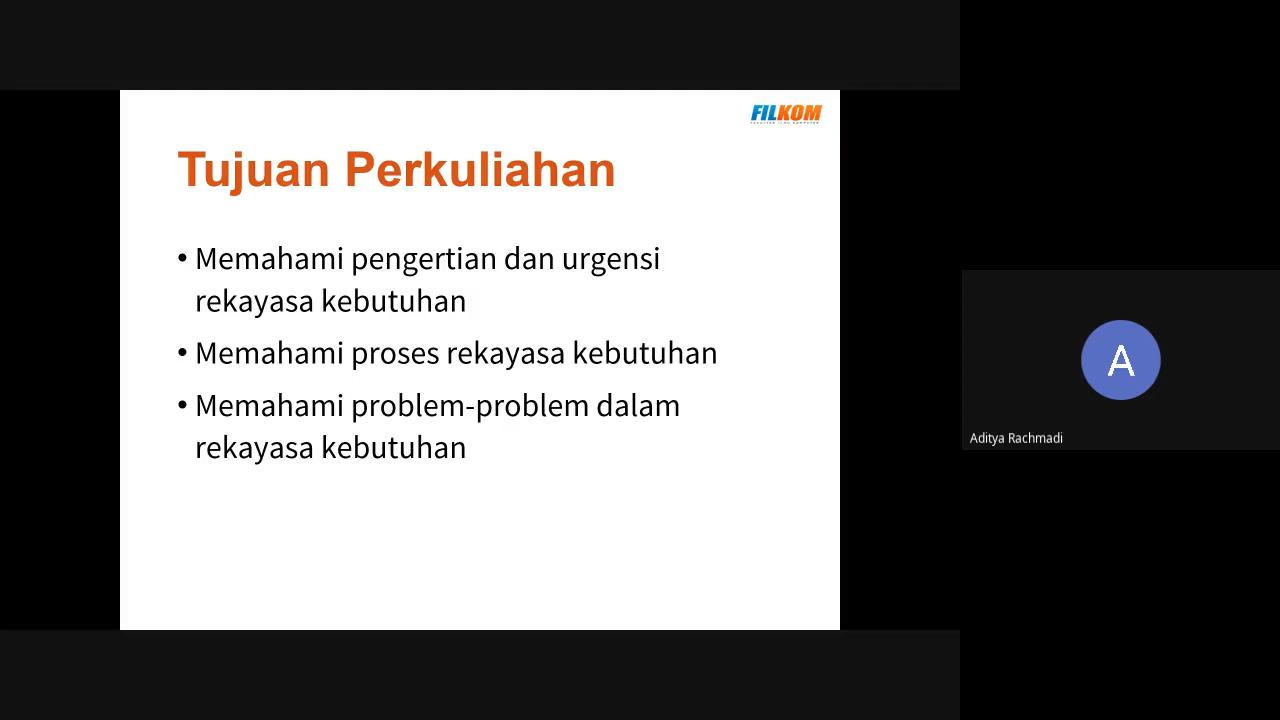 FILKOM
Tujuan Perkuliahan
• Memahami pengertian dan urgensi
rekayasa kebutuhan
• Memahami proses rekayasa kebutuhan
• Memahami problem-problem dalam
rekayasa kebutuhan
A
Aditya Rachmadi